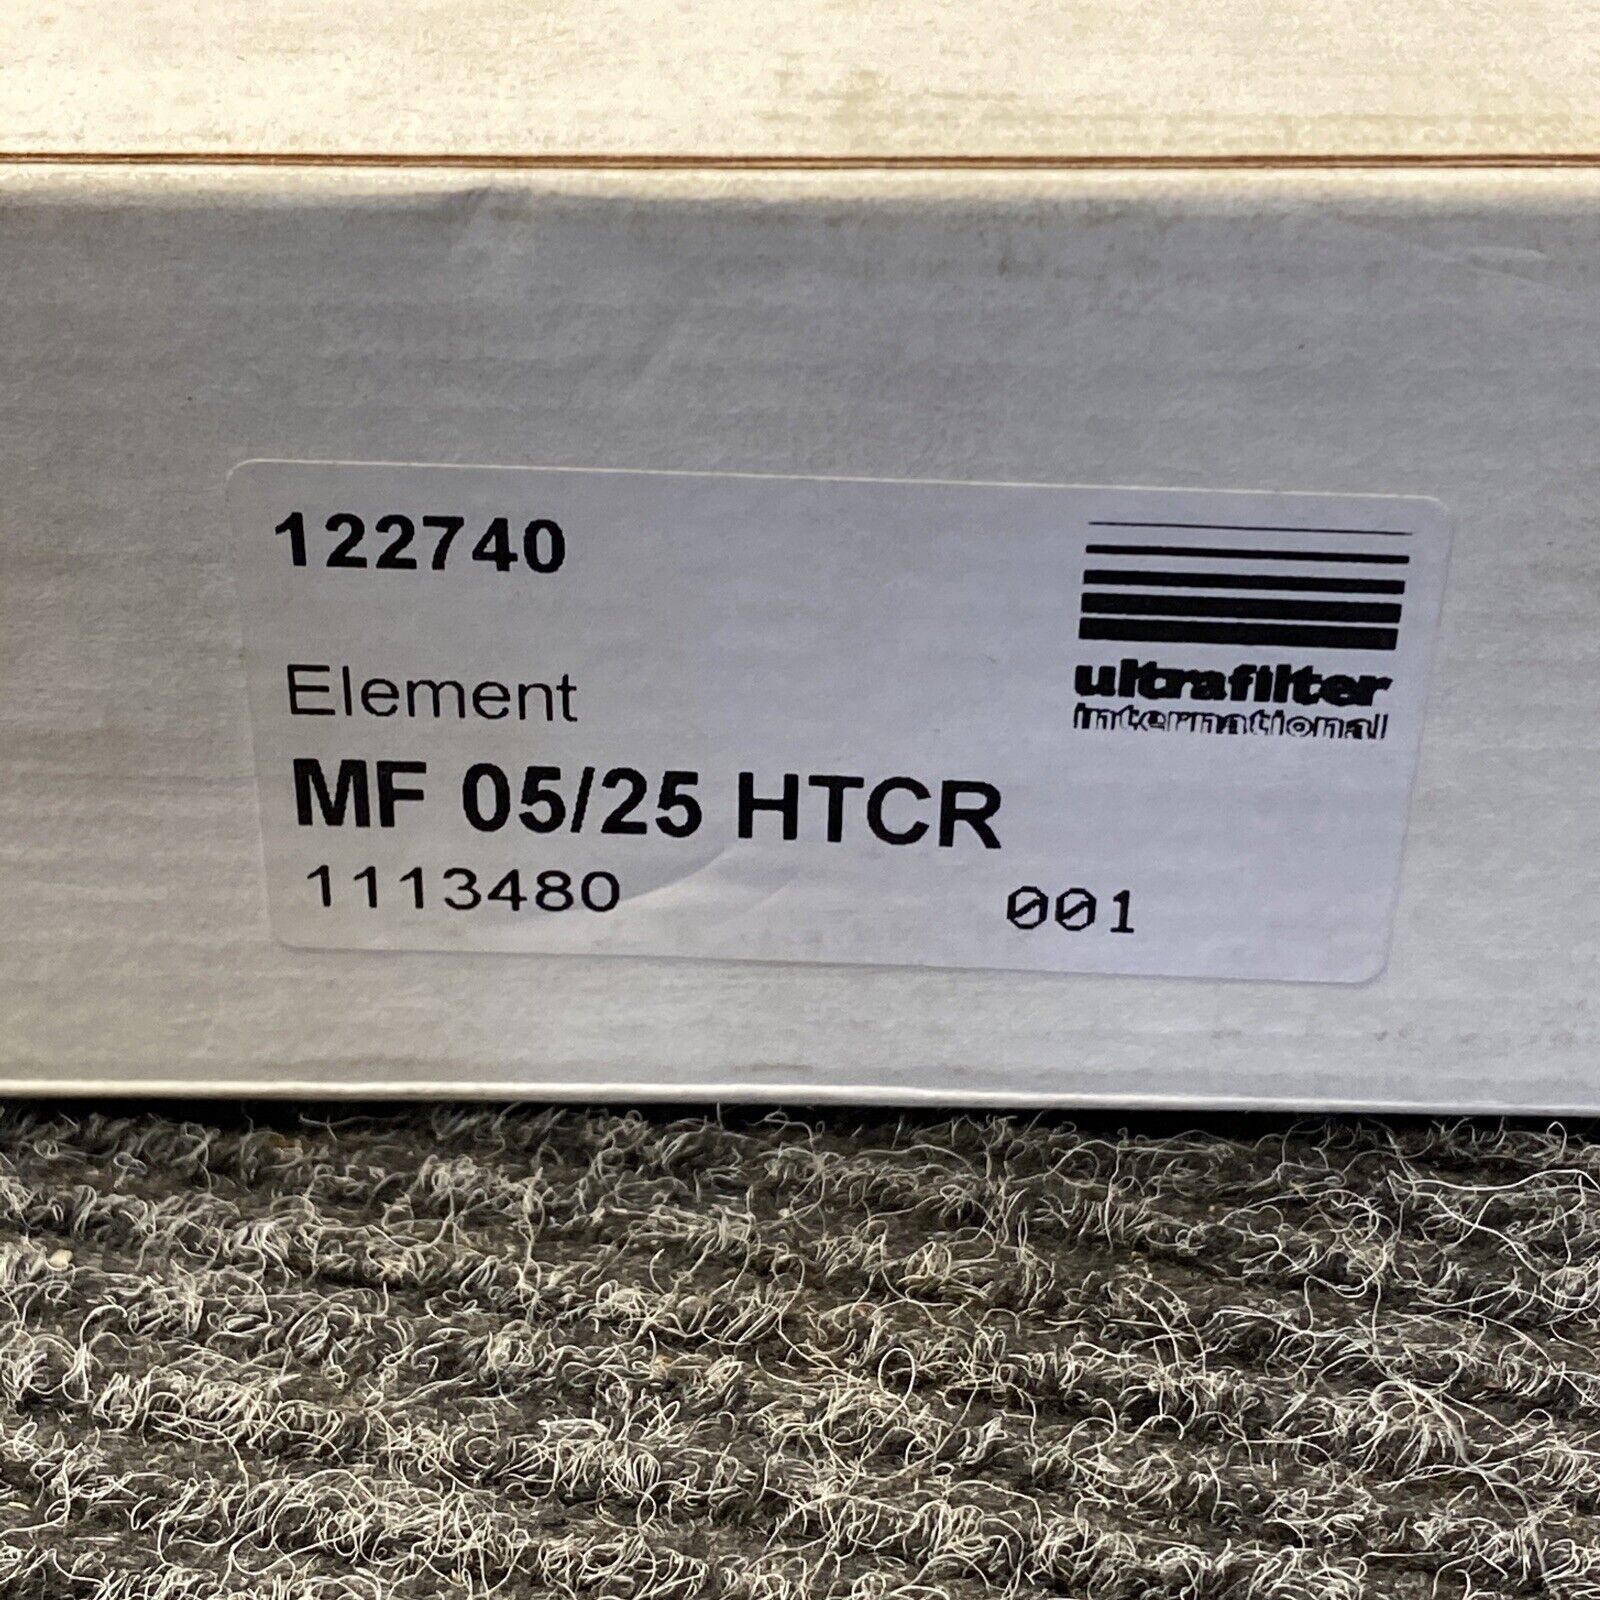 122740
ultrafilter
international
Element
MF 05/25 HTCR
1113480 001